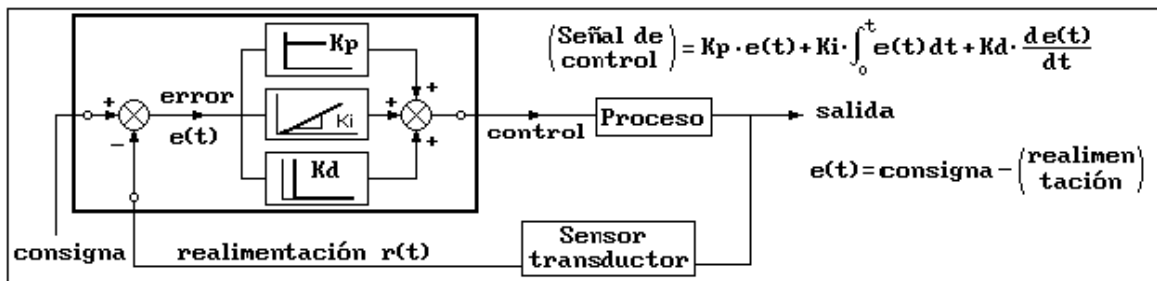 Kp
(Señal de control) = Kp · e(t) + Ki · ∫₀ᵗ e(t) dt + Kd · de(t)/dt
+
+
error
+
Ki
Proceso
salida
e(t)
+
control
−
Kd
e(t) = consigna − (realimen tación)
consigna
realimentación r(t)
Sensor
transductor